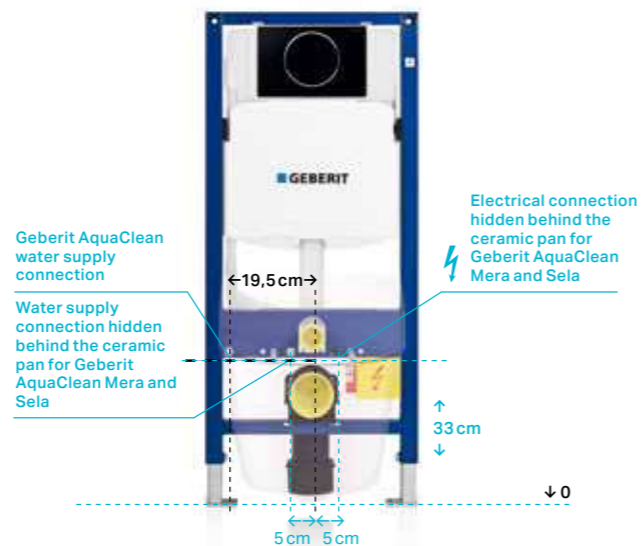 GEBERIT
Geberit AquaClean
water supply
connection
Water supply
connection hidden
behind the ceramic
pan for Geberit
AquaClean Mera and
Sela
←19,5 cm→
Electrical connection
hidden behind the
ceramic pan for
Geberit AquaClean
Mera and Sela
↑
33 cm
↓
↓ 0
5 cm
5 cm